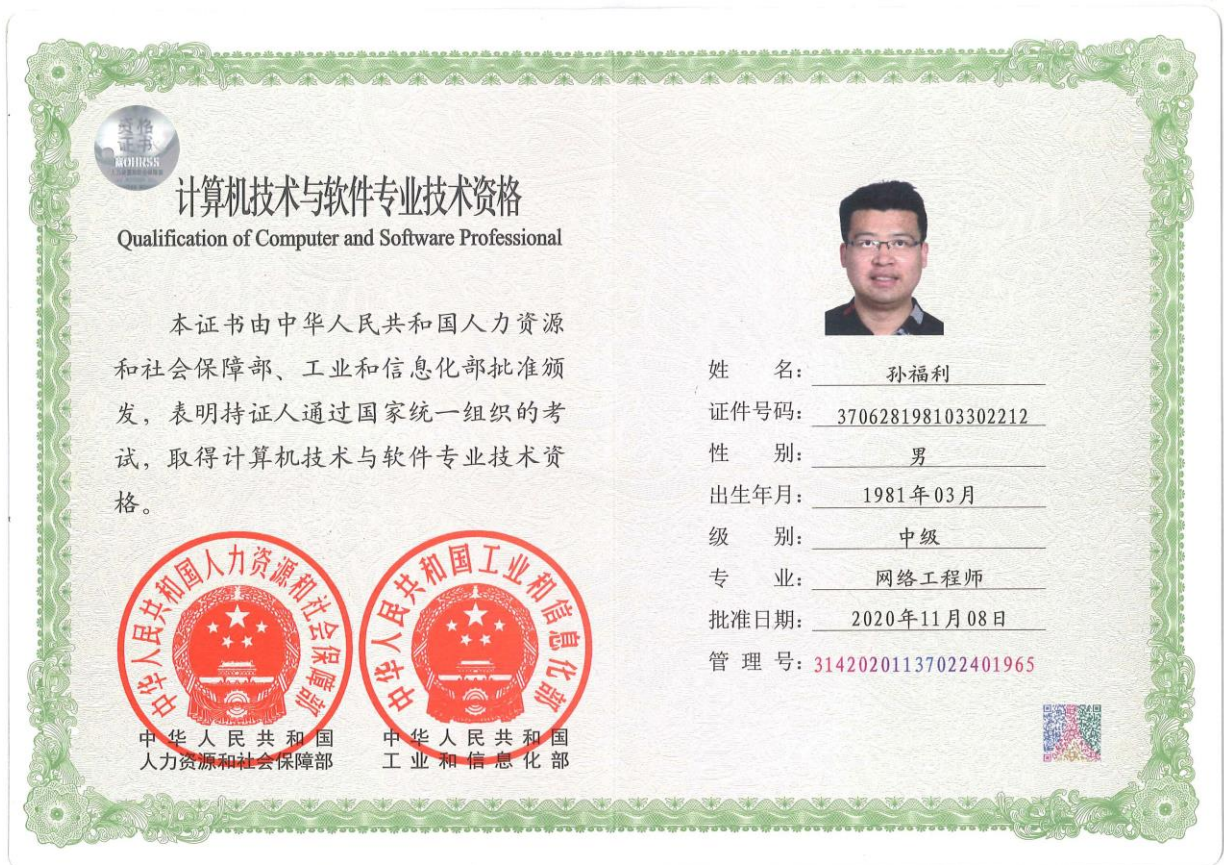 资格
证书
MOHRSS
计算机技术与软件专业技术资格
Qualification of Computer and Software Professional
本证书由中华人民共和国人力资源
和社会保障部、工业和信息化部批准颁
发，表明持证人通过国家统一组织的考
试，取得计算机技术与软件专业技术资
格。
中华人民共和国人力资源和社会保障部
中华人民共和国工业和信息化部
中华人民共和国
人力资源和社会保障部
中华人民共和国
工业和信息化部
姓名：孙福利
证件号码：370628198103302212
性别：男
出生年月：1981年03月
级别：中级
专业：网络工程师
批准日期：2020年11月08日
管理号：31420201137022401965